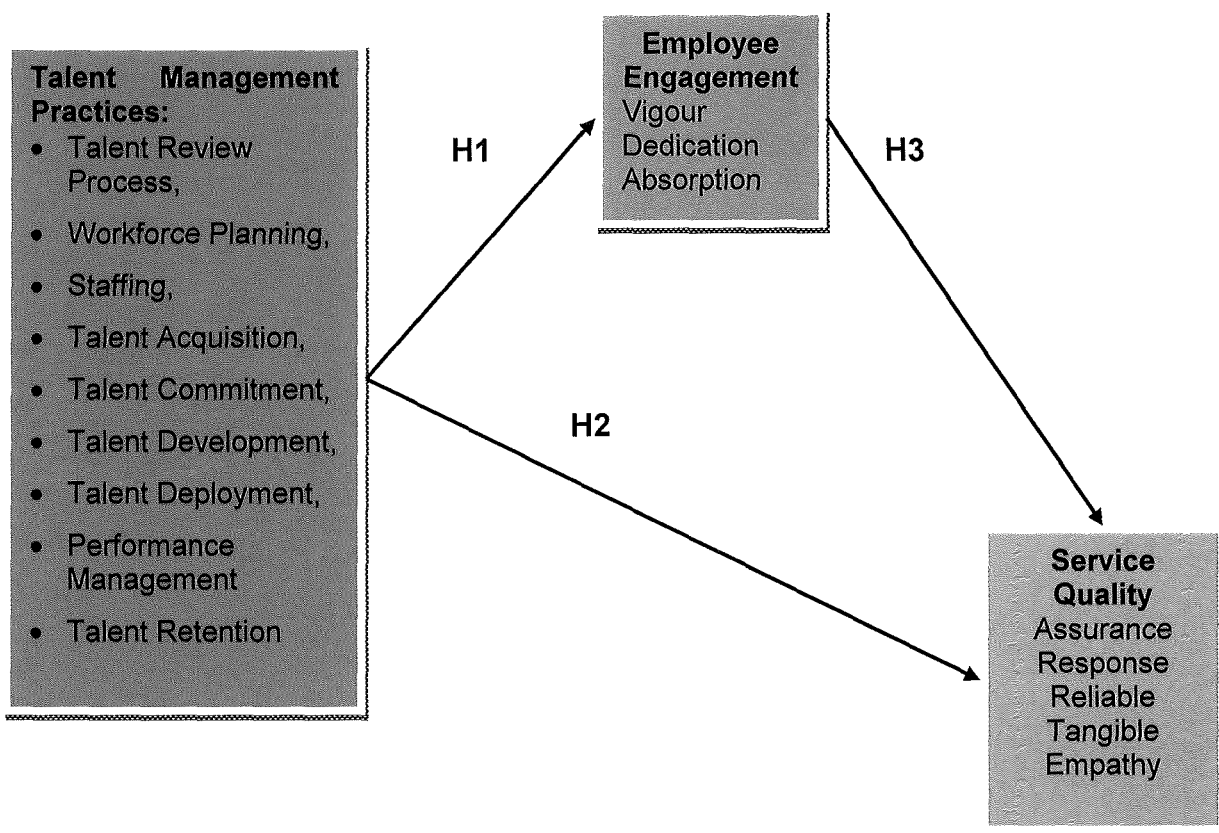 Talent Management
Practices:
• Talent Review
Process,
• Workforce Planning,
• Staffing,
• Talent Acquisition,
• Talent Commitment,
• Talent Development,
• Talent Deployment,
• Performance
Management
• Talent Retention
H1
Employee
Engagement
Vigour
Dedication
Absorption
H3
H2
Service
Quality
Assurance
Response
Reliable
Tangible
Empathy